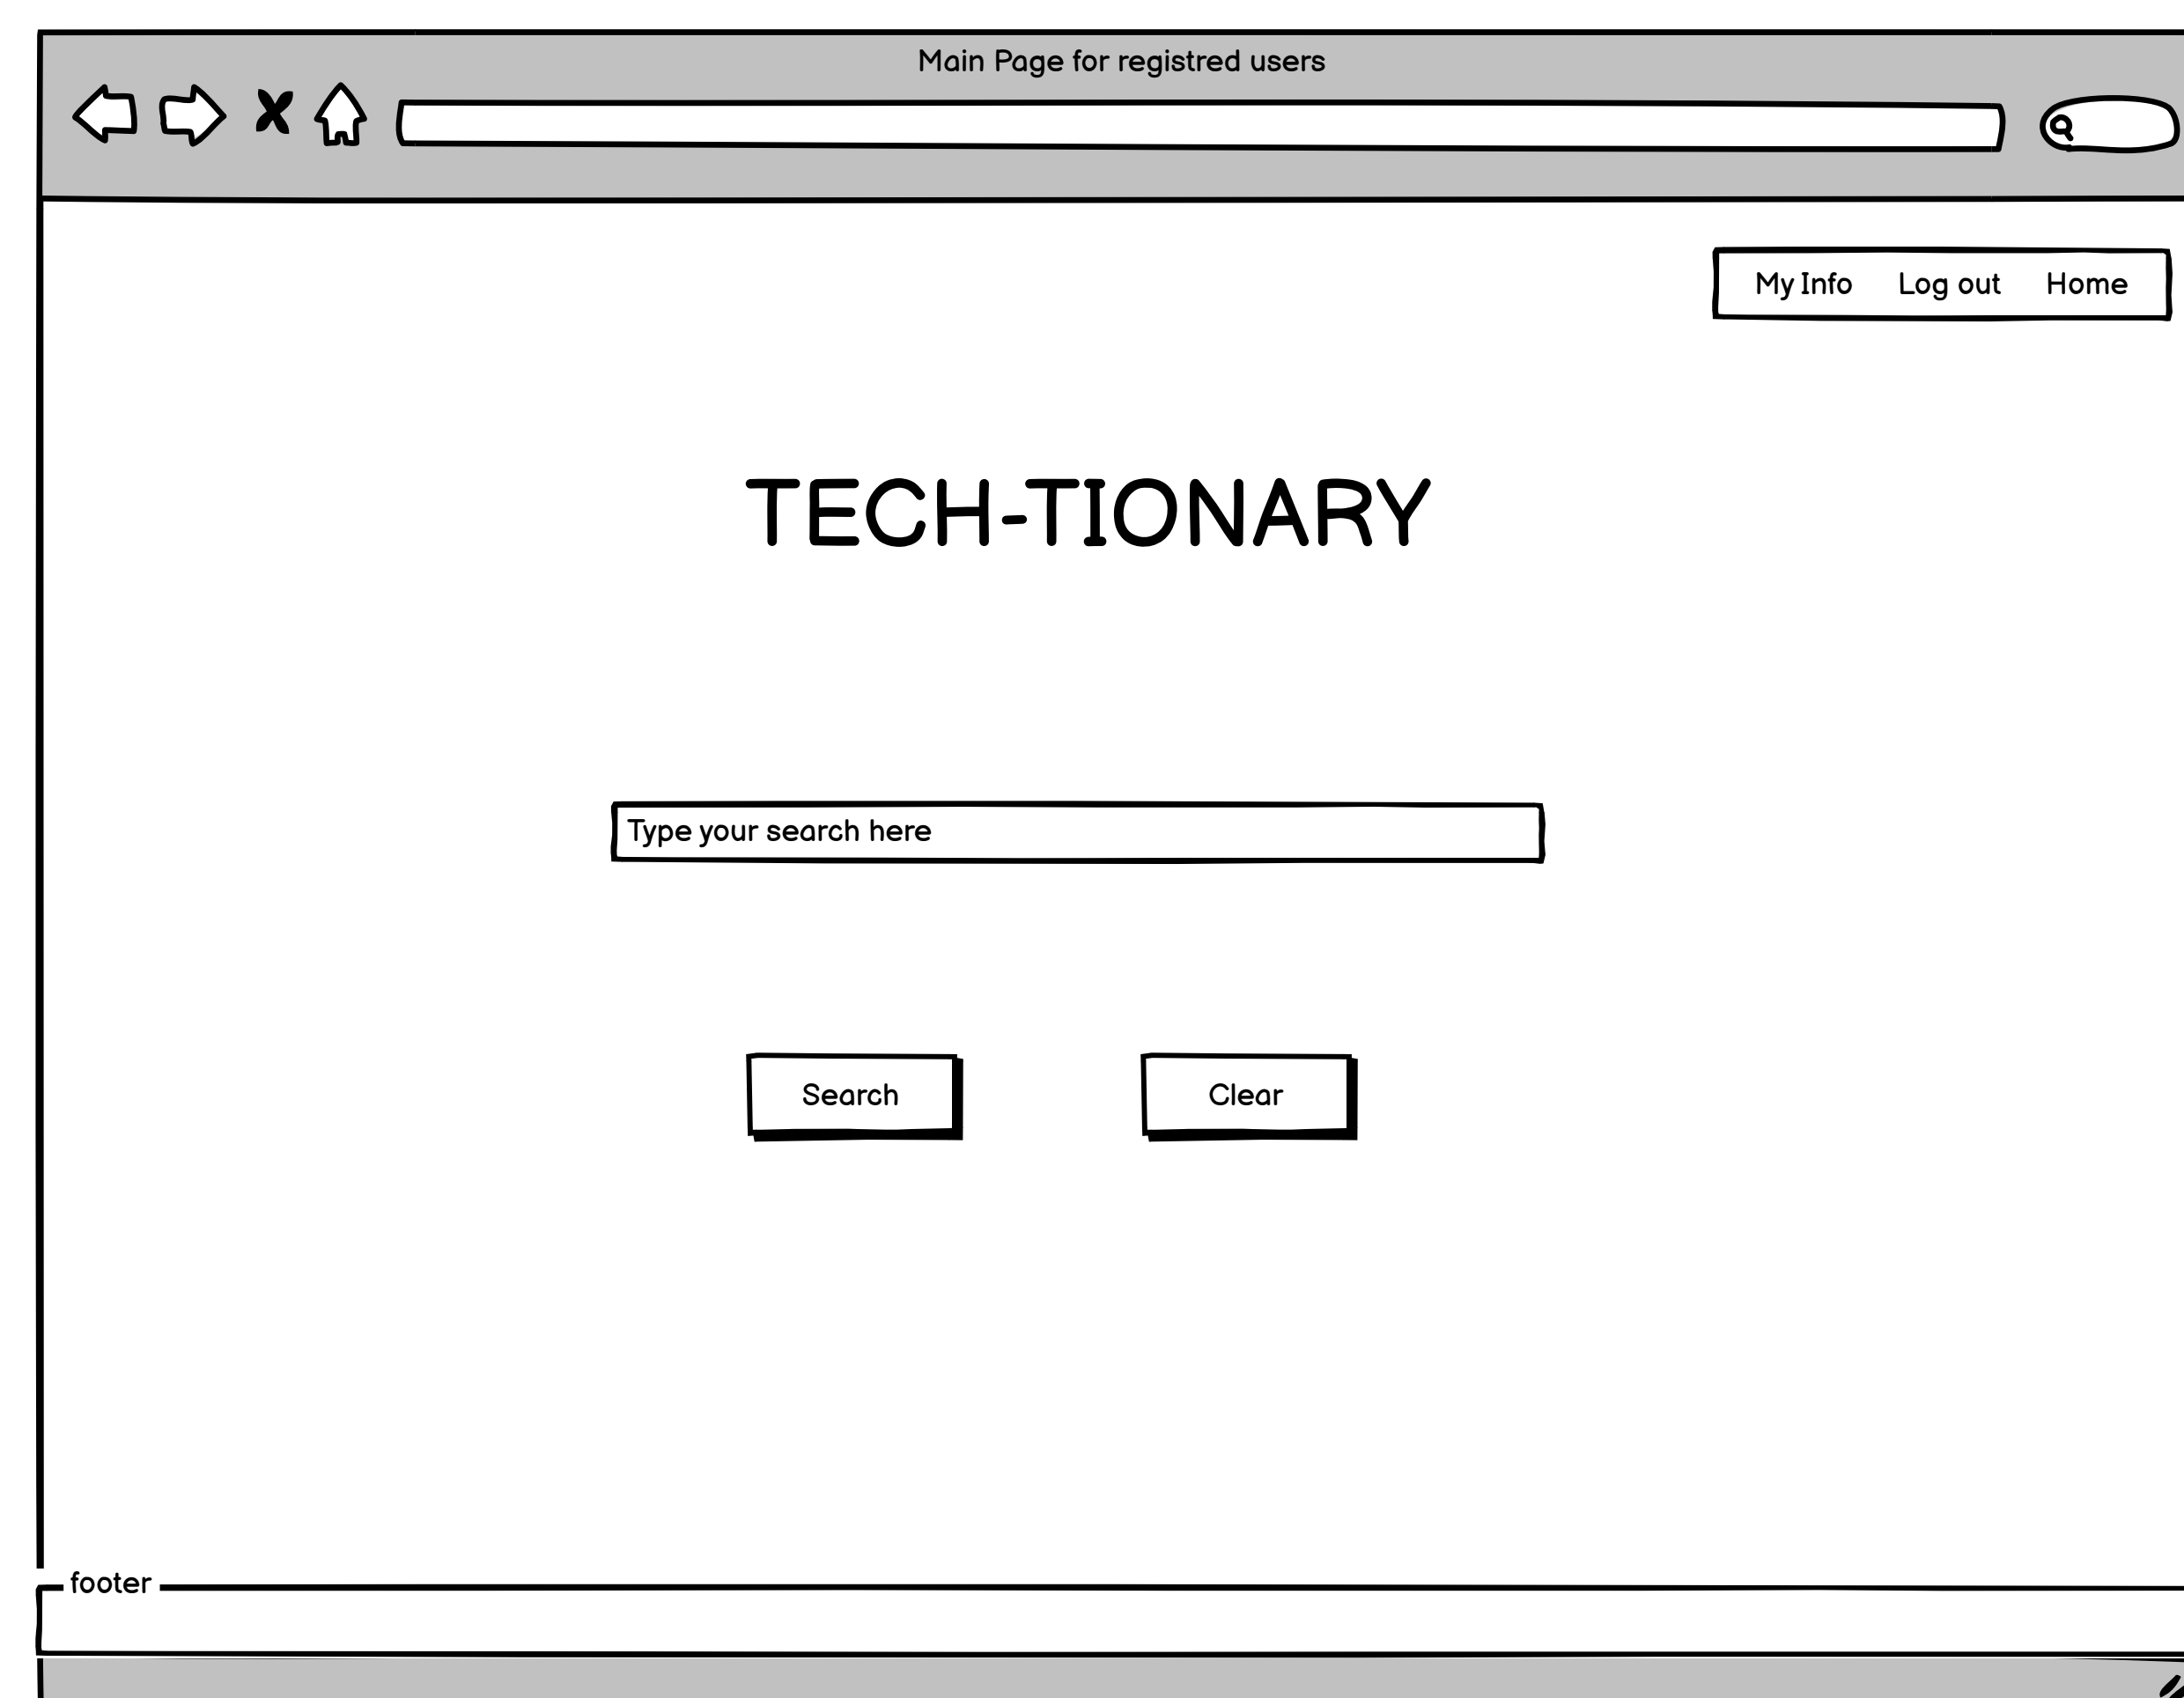 Main Page for registred users
My Info Log out Home
TECH-TIONARY
Type your search here
Search Clear
footer